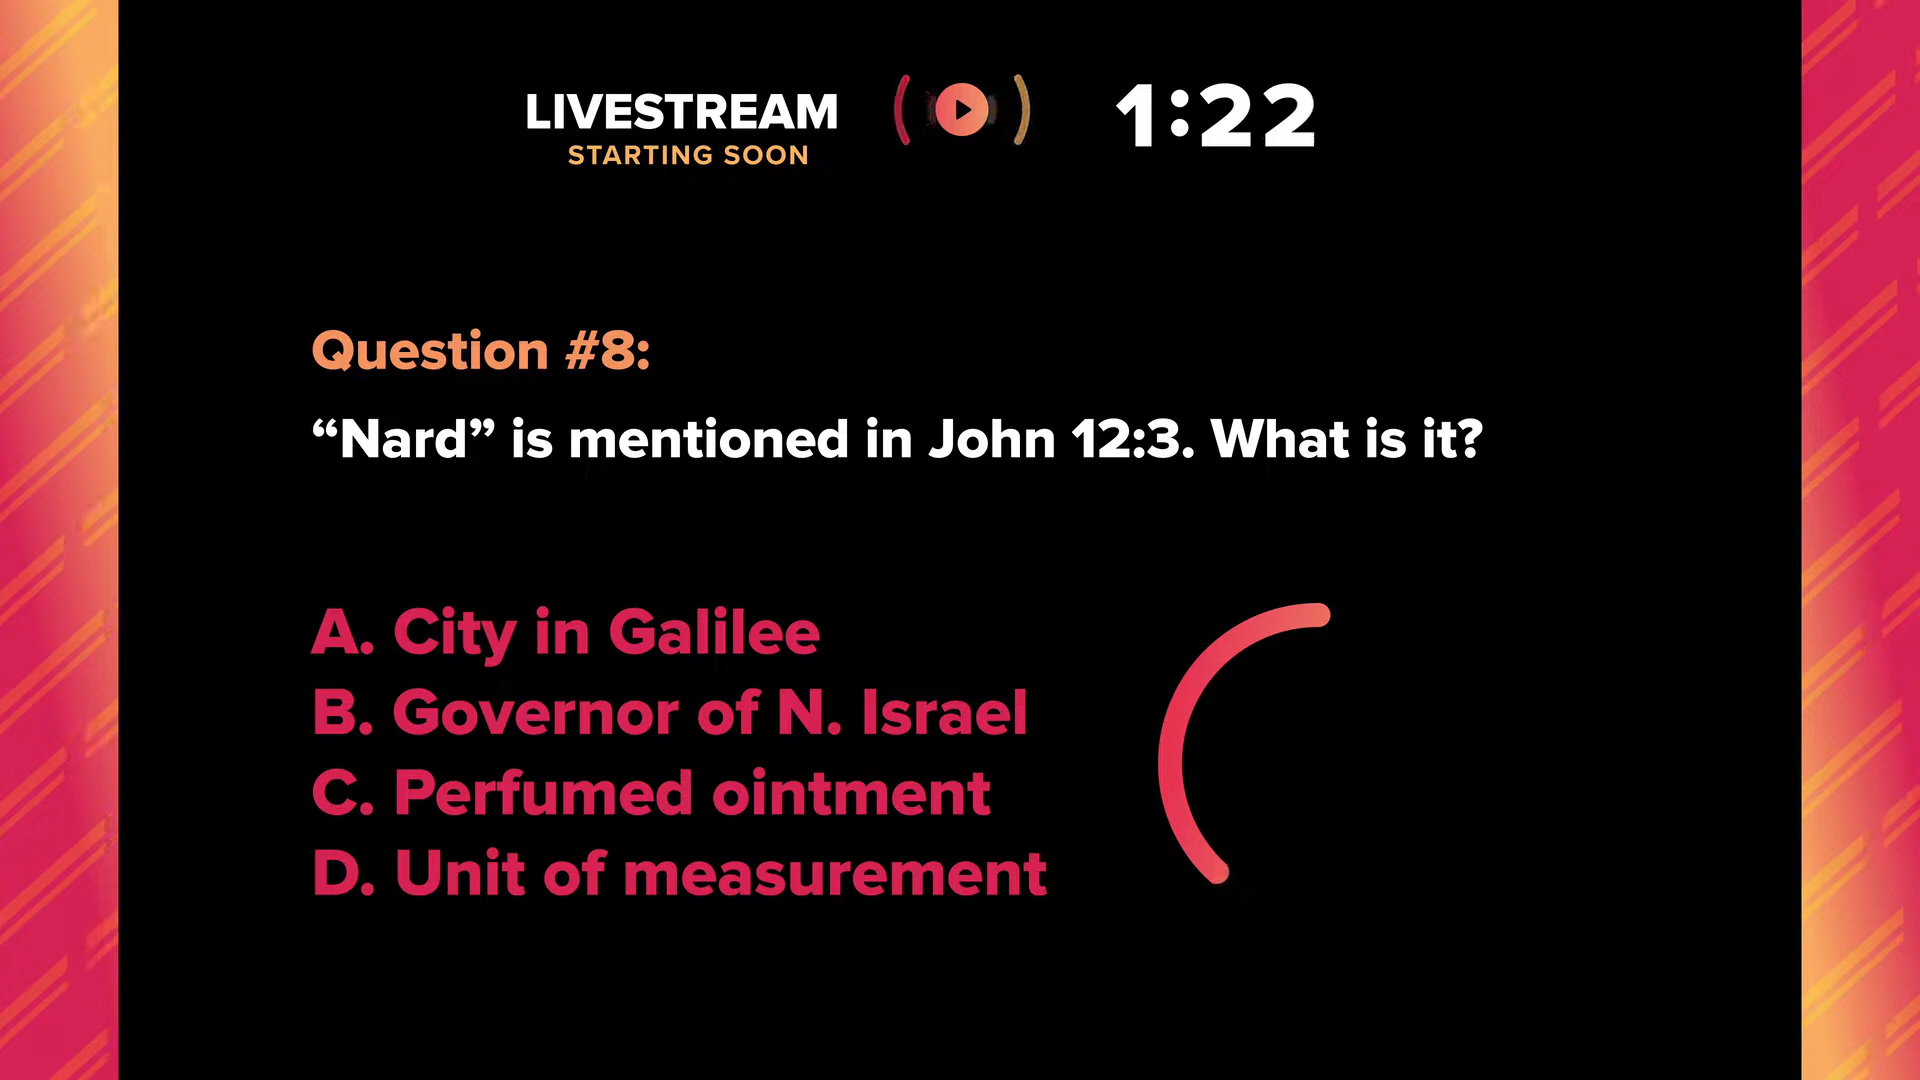 LIVESTREAM
STARTING SOON
1:22
Question #8:
“Nard” is mentioned in John 12:3. What is it?
A. City in Galilee
B. Governor of N. Israel
C. Perfumed ointment
D. Unit of measurement